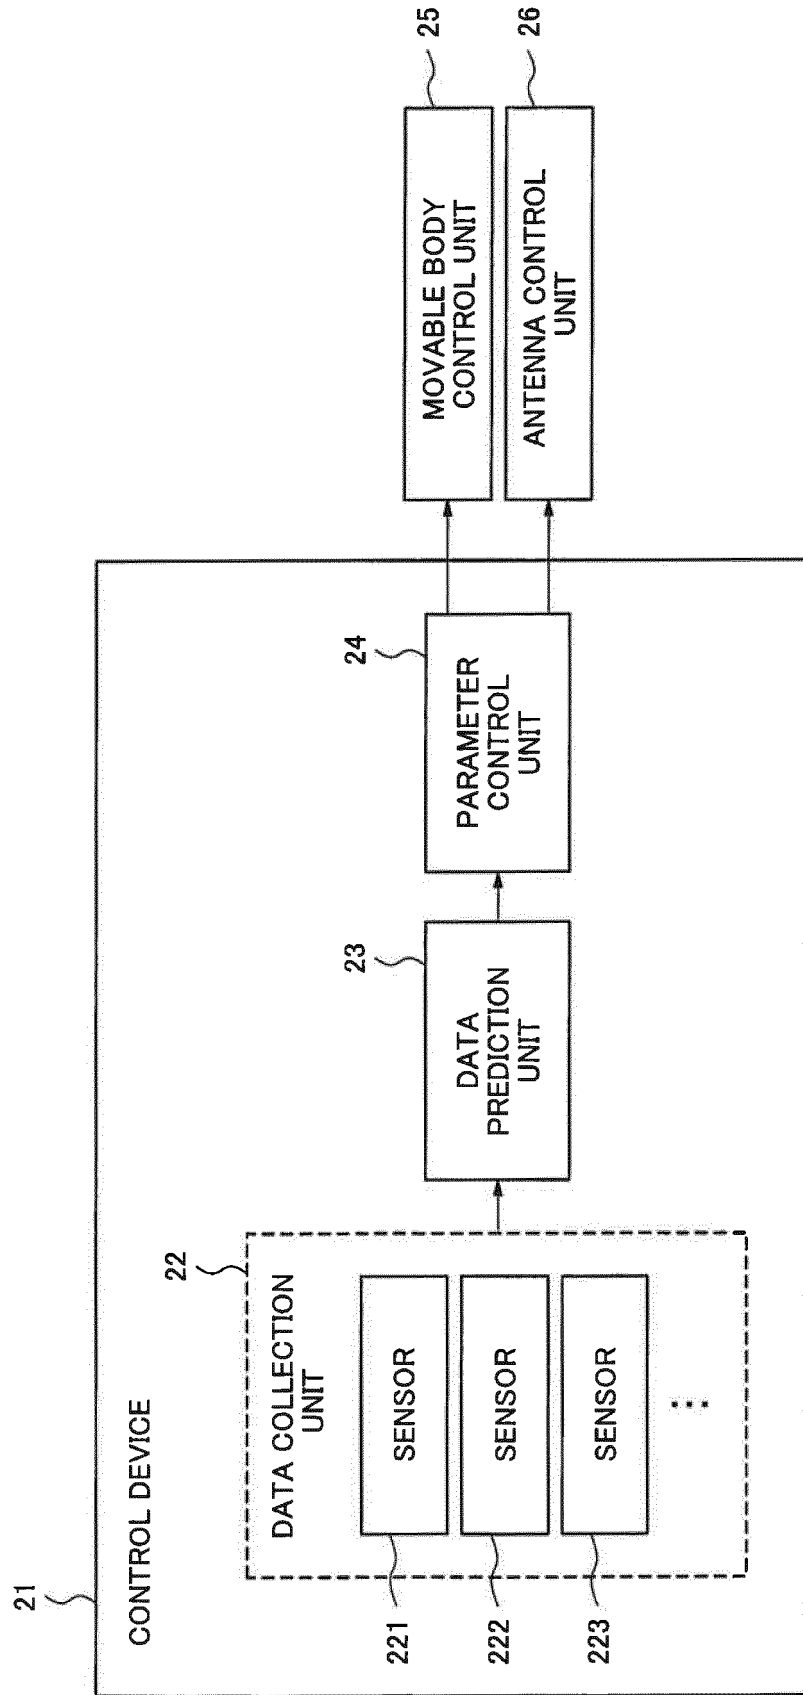 21
CONTROL DEVICE
22
DATA COLLECTION
UNIT
221
SENSOR
222
SENSOR
223
SENSOR
⋯
23
DATA
PREDICTION
UNIT
24
PARAMETER
CONTROL
UNIT
25
MOVABLE BODY
CONTROL UNIT
26
ANTENNA CONTROL
UNIT